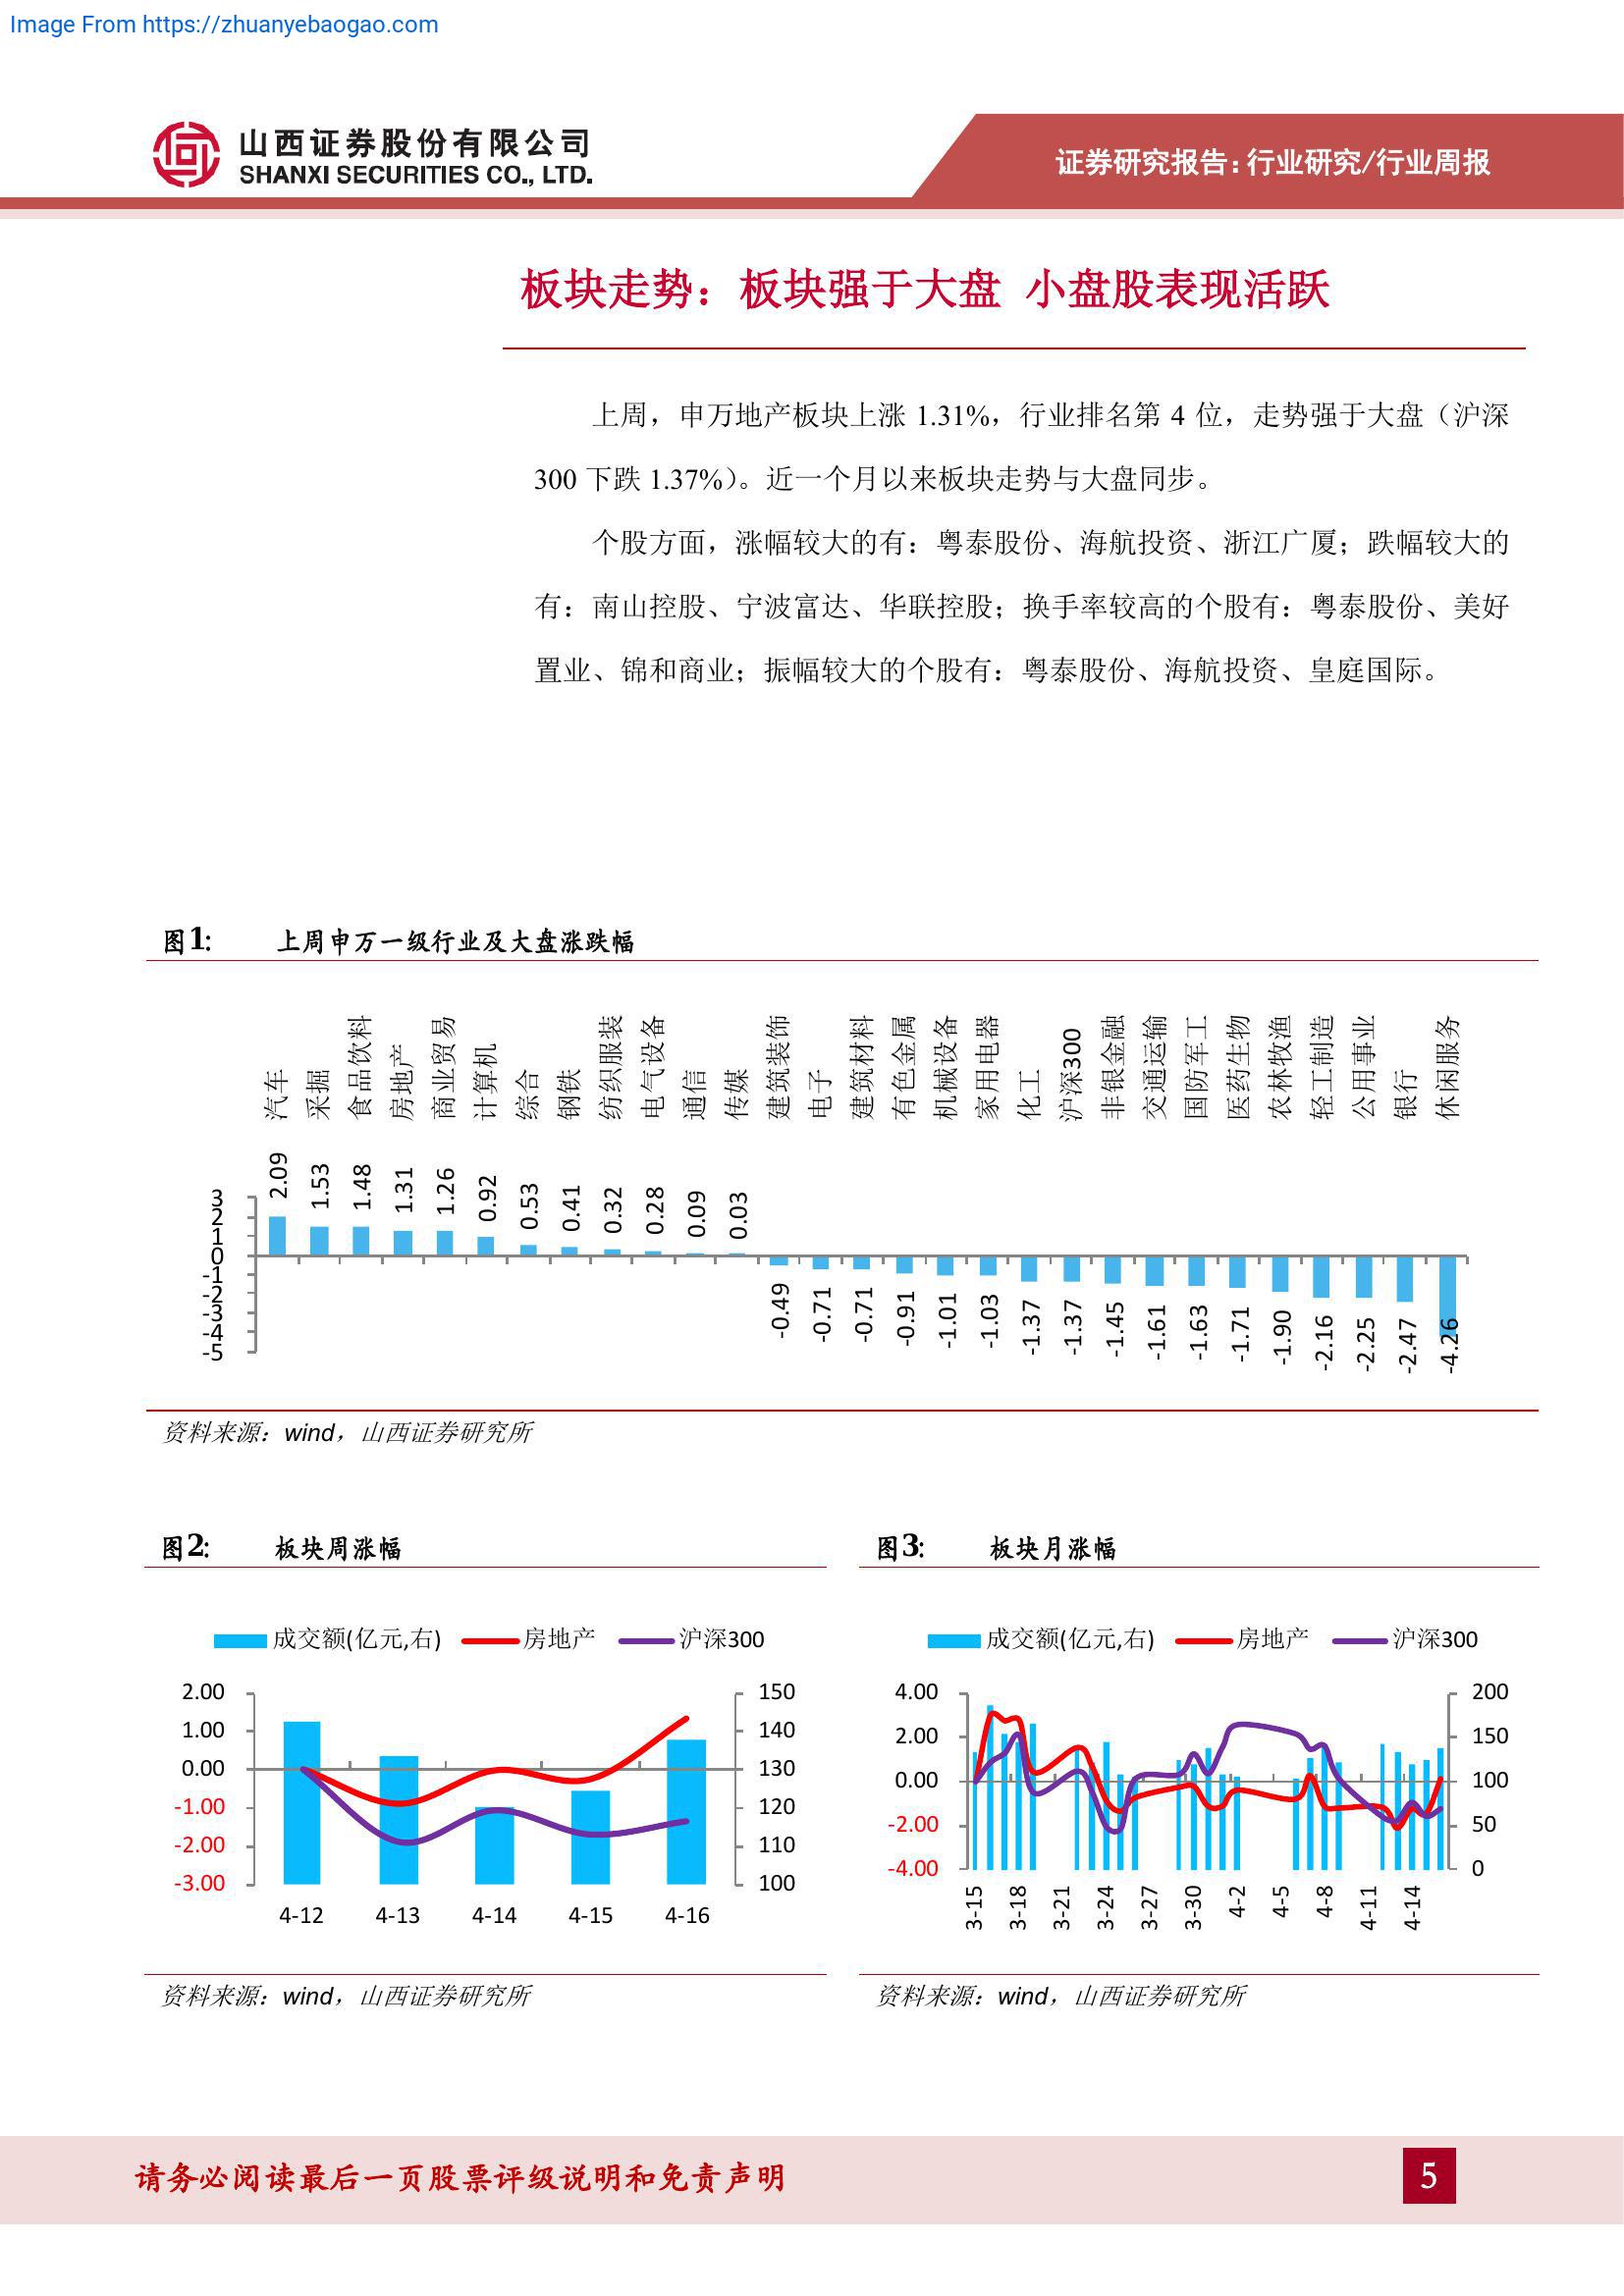 Image From https://zhuanyebaogao.com
山西证券股份有限公司
SHANXI SECURITIES CO., LTD.
证券研究报告:行业研究/行业周报
板块走势：板块强于大盘 小盘股表现活跃
上周，申万地产板块上涨 1.31%，行业排名第 4 位，走势强于大盘（沪深
300 下跌 1.37%）。近一个月以来板块走势与大盘同步。
个股方面，涨幅较大的有：粤泰股份、海航投资、浙江广厦；跌幅较大的
有：南山控股、宁波富达、华联控股；换手率较高的个股有：粤泰股份、美好
置业、锦和商业；振幅较大的个股有：粤泰股份、海航投资、皇庭国际。
图1: 上周申万一级行业及大盘涨跌幅
汽车 采掘 食品饮料 房地产 商业贸易 计算机 综合 钢铁 纺织服装 电气设备 通信 传媒 建筑装饰 电子 建筑材料 有色金属 机械设备 家用电器 化工 沪深300 非银金融 交通运输 国防军工 医药生物 农林牧渔 轻工制造 公用事业 银行 休闲服务
2.09 1.53 1.48 1.31 1.26 0.92 0.53 0.41 0.32 0.28 0.09 0.03
3
2
1
0
-1
-2
-3
-4
-5
-0.49 -0.71 -0.71 -0.91 -1.01 -1.03 -1.37 -1.37 -1.45 -1.61 -1.63 -1.71 -1.90 -2.16 -2.25 -2.47 -4.26
资料来源：wind，山西证券研究所
图2: 板块周涨幅
成交额(亿元,右) 房地产 沪深300
2.00 150
1.00 140
0.00 130
-1.00 120
-2.00 110
-3.00 100
4-12 4-13 4-14 4-15 4-16
资料来源：wind，山西证券研究所
图3: 板块月涨幅
成交额(亿元,右) 房地产 沪深300
4.00 200
2.00 150
0.00 100
-2.00 50
-4.00 0
3-15 3-18 3-21 3-24 3-27 3-30 4-2 4-5 4-8 4-11 4-14
资料来源：wind，山西证券研究所
请务必阅读最后一页股票评级说明和免责声明
5